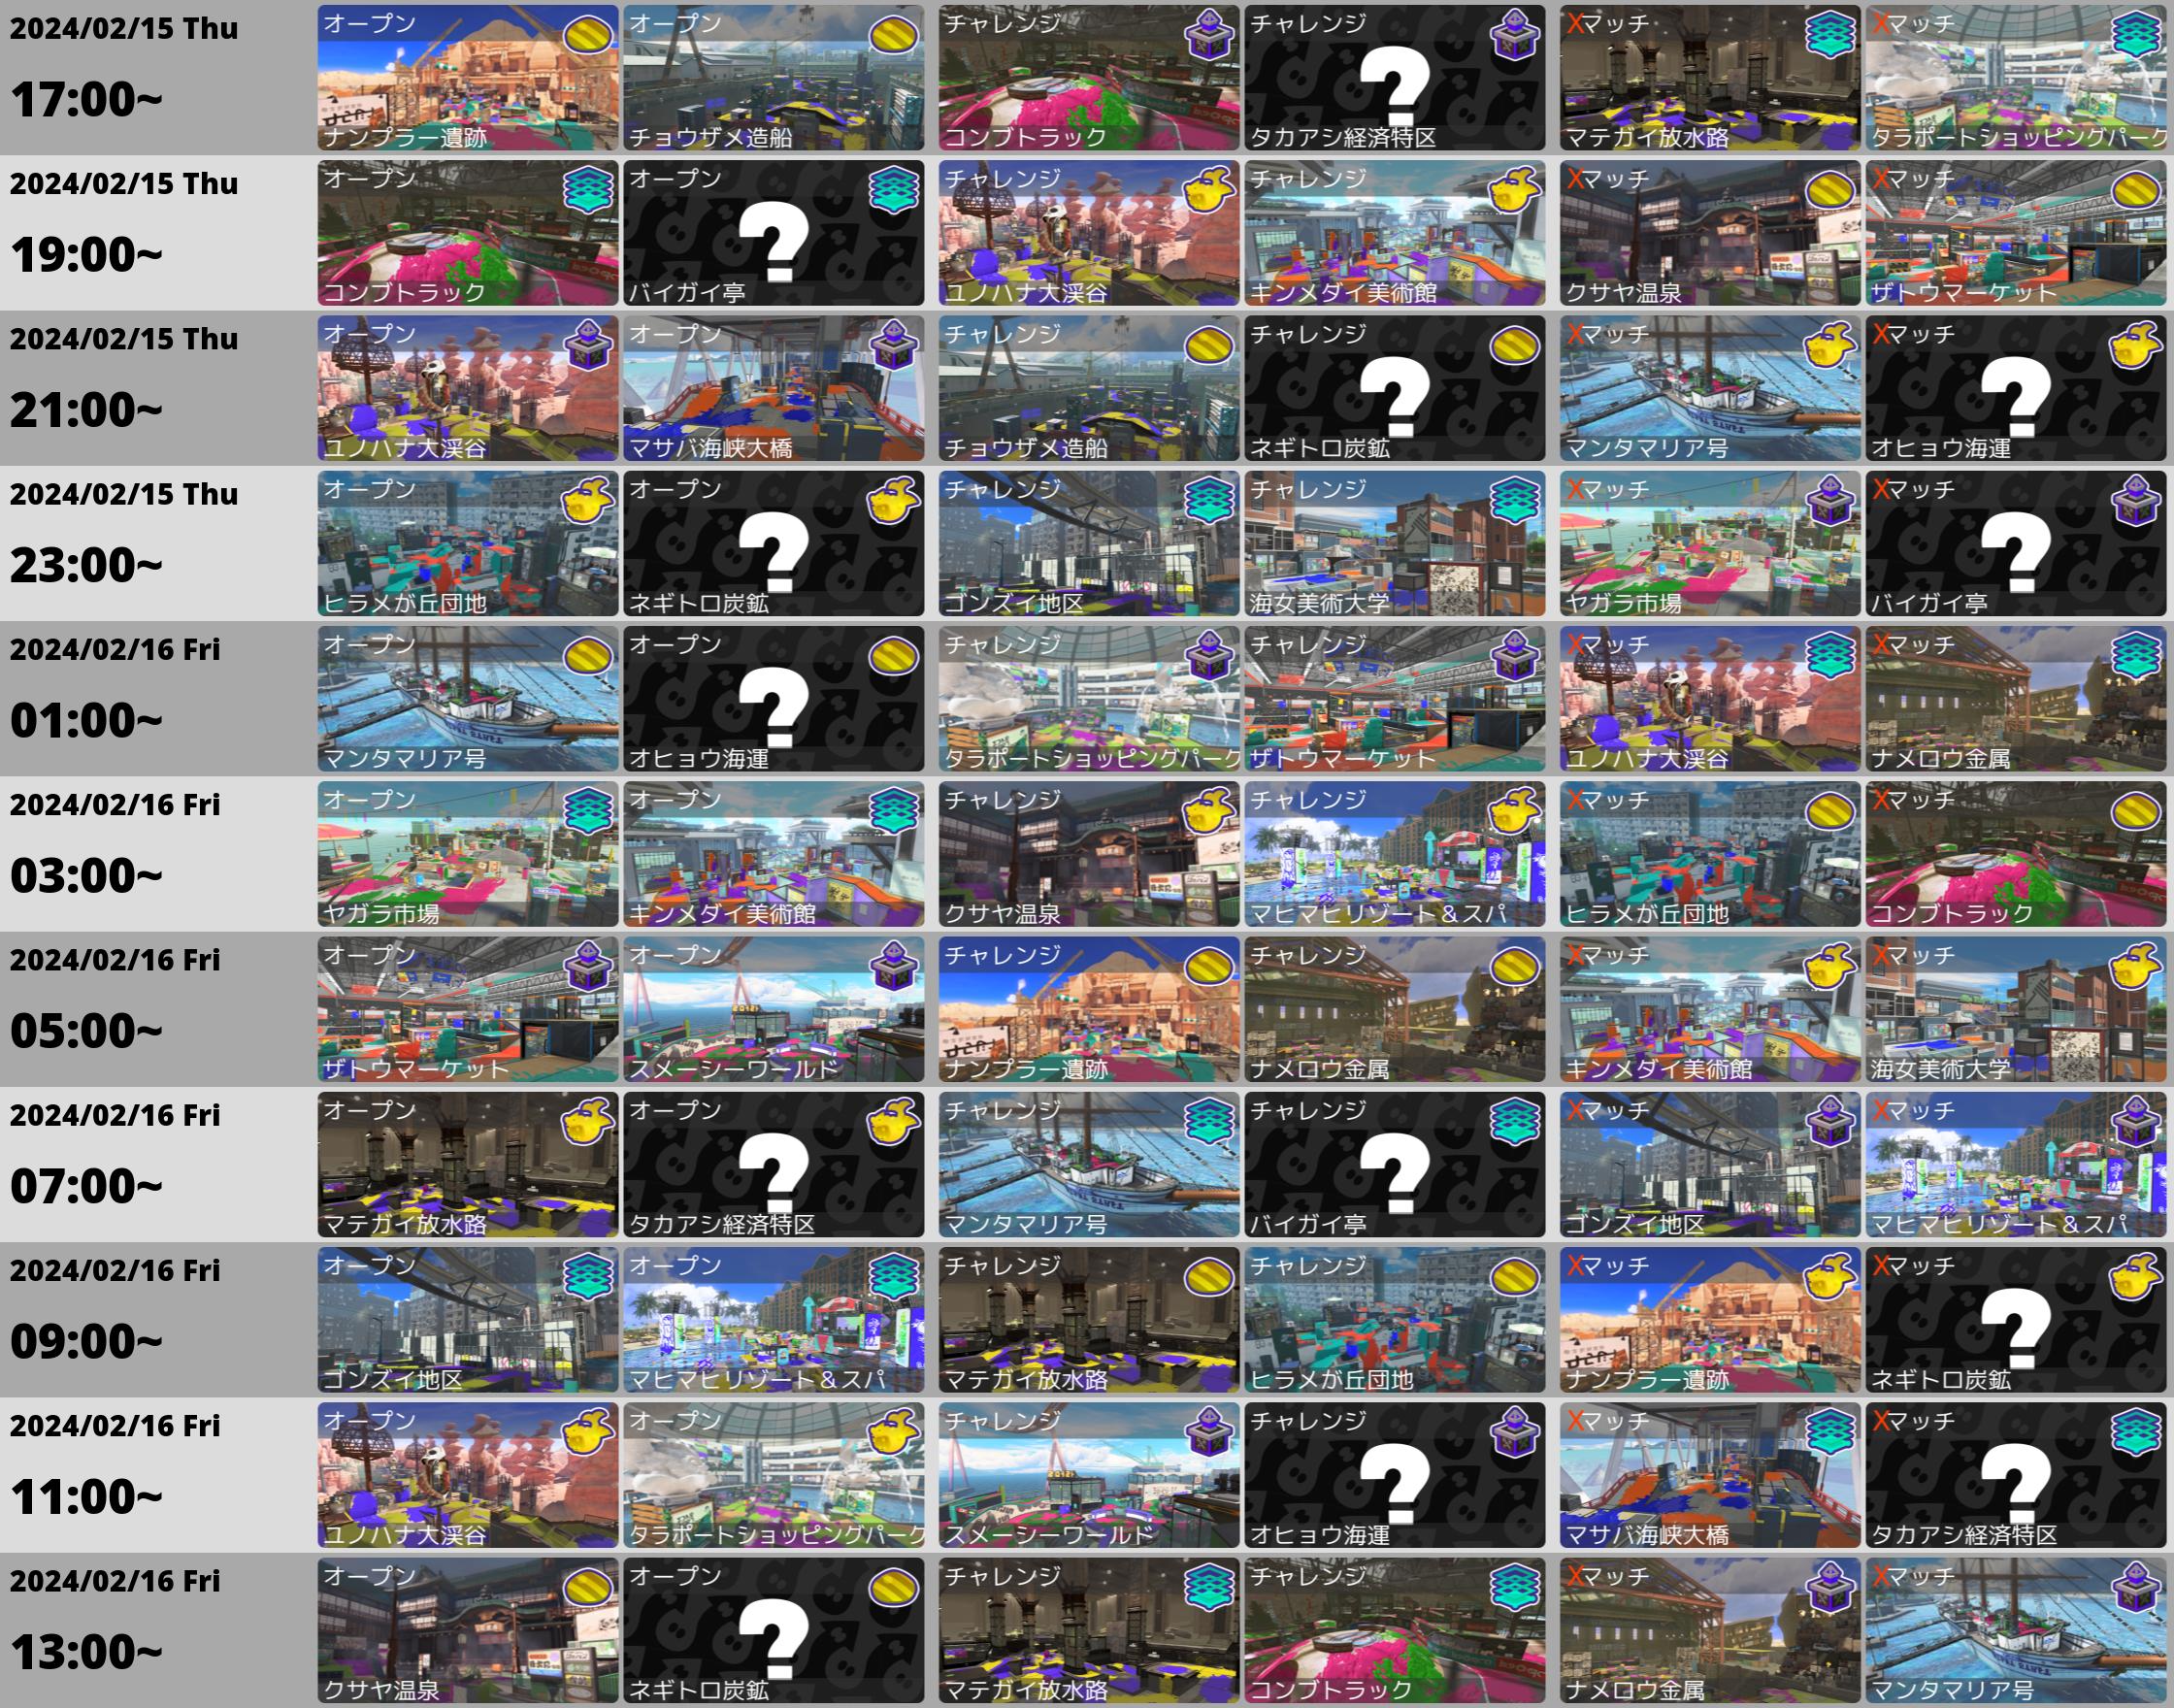 2024/02/15 Thu
17:00~
オープン オープン チャレンジ チャレンジ Xマッチ Xマッチ
ナンプラー遺跡 チョウザメ造船 コンブトラック タカアシ経済特区 マテガイ放水路 タラポートショッピングパーク
2024/02/15 Thu
19:00~
オープン オープン チャレンジ チャレンジ Xマッチ Xマッチ
コンブトラック バイガイ亭 ユノハナ大渓谷 キンメダイ美術館 クサヤ温泉 ザトウマーケット
2024/02/15 Thu
21:00~
オープン オープン チャレンジ チャレンジ Xマッチ Xマッチ
ユノハナ大渓谷 マサバ海峡大橋 チョウザメ造船 ネギトロ炭鉱 マンタマリア号 オヒョウ海運
2024/02/15 Thu
23:00~
オープン オープン チャレンジ チャレンジ Xマッチ Xマッチ
ヒラメが丘団地 ネギトロ炭鉱 ゴンズイ地区 海女美術大学 ヤガラ市場 バイガイ亭
2024/02/16 Fri
01:00~
オープン オープン チャレンジ チャレンジ Xマッチ Xマッチ
マンタマリア号 オヒョウ海運 タラポートショッピングパーク ザトウマーケット ユノハナ大渓谷 ナメロウ金属
2024/02/16 Fri
03:00~
オープン オープン チャレンジ チャレンジ Xマッチ Xマッチ
ヤガラ市場 キンメダイ美術館 クサヤ温泉 マヒマヒリゾート＆スパ ヒラメが丘団地 コンブトラック
2024/02/16 Fri
05:00~
オープン オープン チャレンジ チャレンジ Xマッチ Xマッチ
ザトウマーケット スメーシーワールド ナンプラー遺跡 ナメロウ金属 キンメダイ美術館 海女美術大学
2024/02/16 Fri
07:00~
オープン オープン チャレンジ チャレンジ Xマッチ Xマッチ
マテガイ放水路 タカアシ経済特区 マンタマリア号 バイガイ亭 ゴンズイ地区 マヒマヒリゾート＆スパ
2024/02/16 Fri
09:00~
オープン オープン チャレンジ チャレンジ Xマッチ Xマッチ
ゴンズイ地区 マヒマヒリゾート＆スパ マテガイ放水路 ヒラメが丘団地 ナンプラー遺跡 ネギトロ炭鉱
2024/02/16 Fri
11:00~
オープン オープン チャレンジ チャレンジ Xマッチ Xマッチ
ユノハナ大渓谷 タラポートショッピングパーク スメーシーワールド オヒョウ海運 マサバ海峡大橋 タカアシ経済特区
2024/02/16 Fri
13:00~
オープン オープン チャレンジ チャレンジ Xマッチ Xマッチ
クサヤ温泉 ネギトロ炭鉱 マテガイ放水路 コンブトラック ナメロウ金属 マンタマリア号